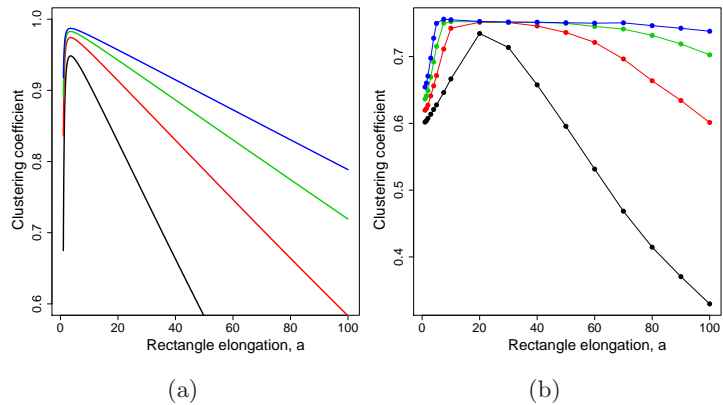 1.0
0.9
0.8
0.7
0.6
Clustering coefficient
0 20 40 60 80 100
Rectangle elongation, a
(a)
0.7
0.6
0.5
0.4
Clustering coefficient
0 20 40 60 80 100
Rectangle elongation, a
(b)